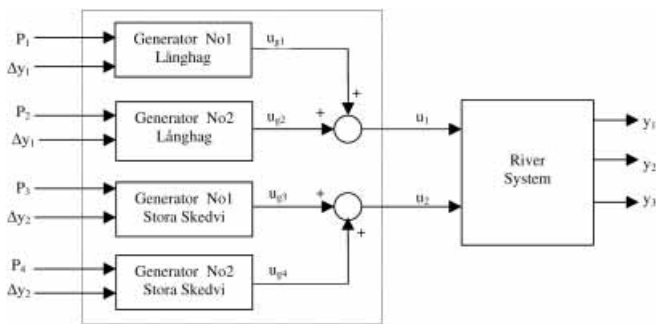 P1
Δy1
Generator No1
Långhag
ug1
+
P2
Δy1
Generator No2
Långhag
ug2
+
u1
P3
Δy2
Generator No1
Stora Skedvi
ug3
+
u2
+
P4
Δy2
Generator No2
Stora Skedvi
ug4
River
System
y1
y2
y3